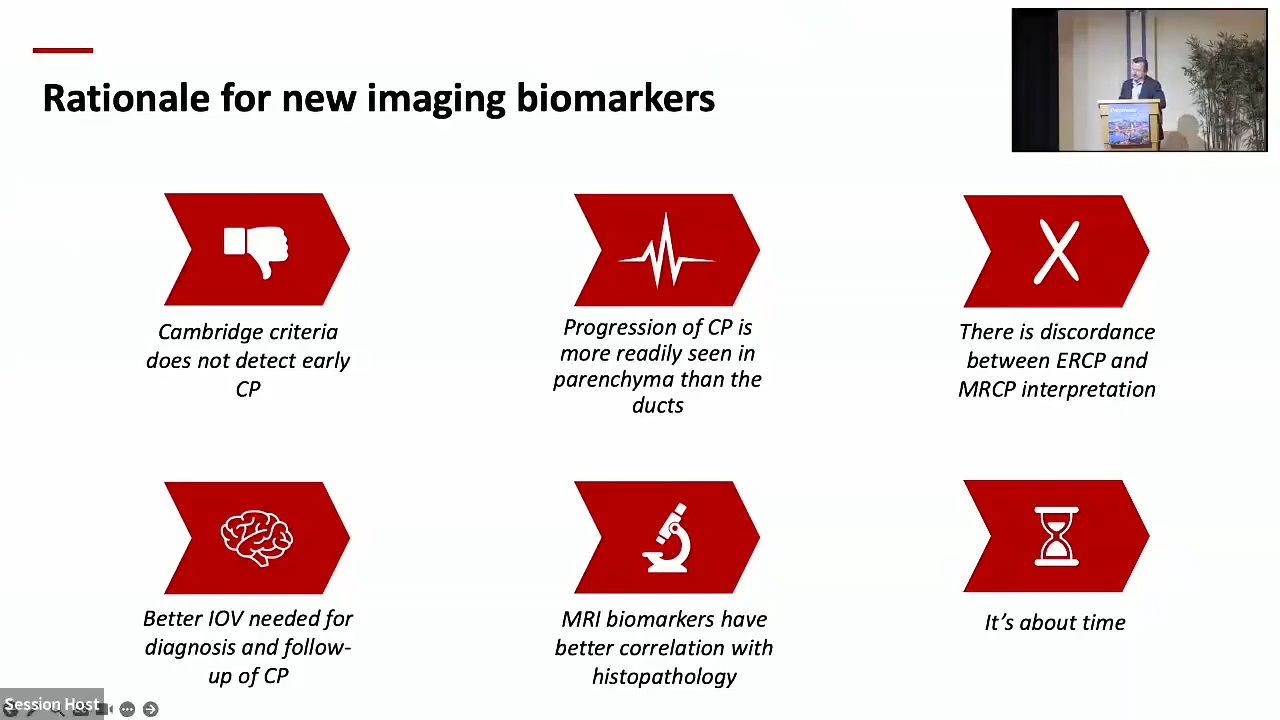 Rationale for new imaging biomarkers
Cambridge criteria
does not detect early
CP
Progression of CP is
more readily seen in
parenchyma than the
ducts
There is discordance
between ERCP and
MRCP interpretation
Better IOV needed for
diagnosis and follow-
up of CP
MRI biomarkers have
better correlation with
histopathology
It's about time
Session Host